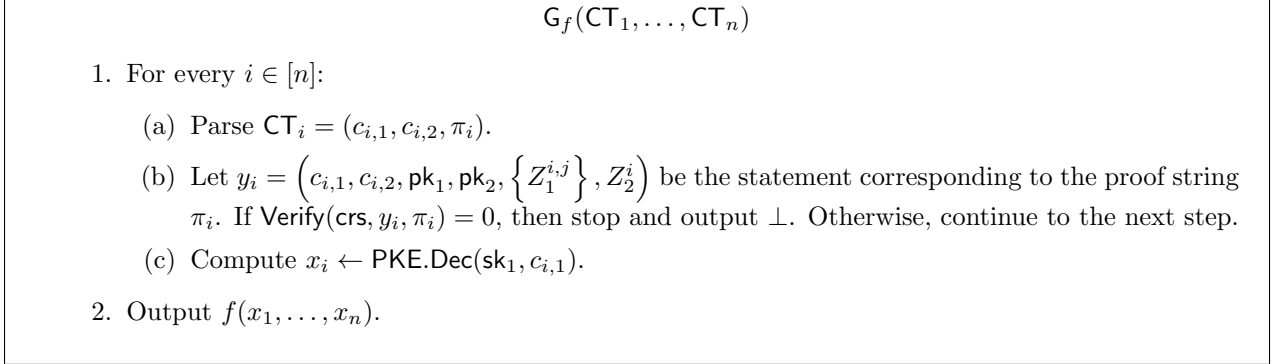 G_f(CT_1, . . . , CT_n)
1. For every i ∈ [n]:
(a) Parse CT_i = (c_{i,1}, c_{i,2}, π_i).
(b) Let y_i = (c_{i,1}, c_{i,2}, pk_1, pk_2, {Z_1^{i,j}}, Z_2^i) be the statement corresponding to the proof string
π_i. If Verify(crs, y_i, π_i) = 0, then stop and output ⊥. Otherwise, continue to the next step.
(c) Compute x_i ← PKE.Dec(sk_1, c_{i,1}).
2. Output f(x_1, . . . , x_n).